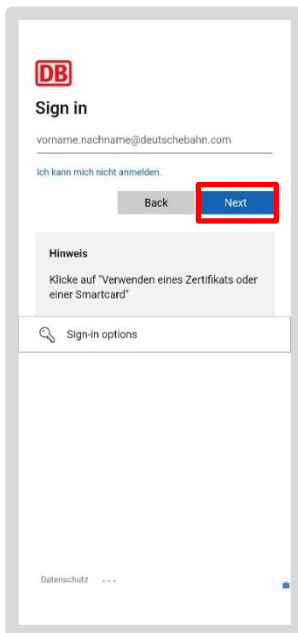 DB
Sign in
vorname.nachname@deutschebahn.com
Ich kann mich nicht anmelden.
Back
Next
Hinweis
Klicke auf "Verwenden eines Zertifikats oder
einer Smartcard"
Sign-in options
Datenschutz ...